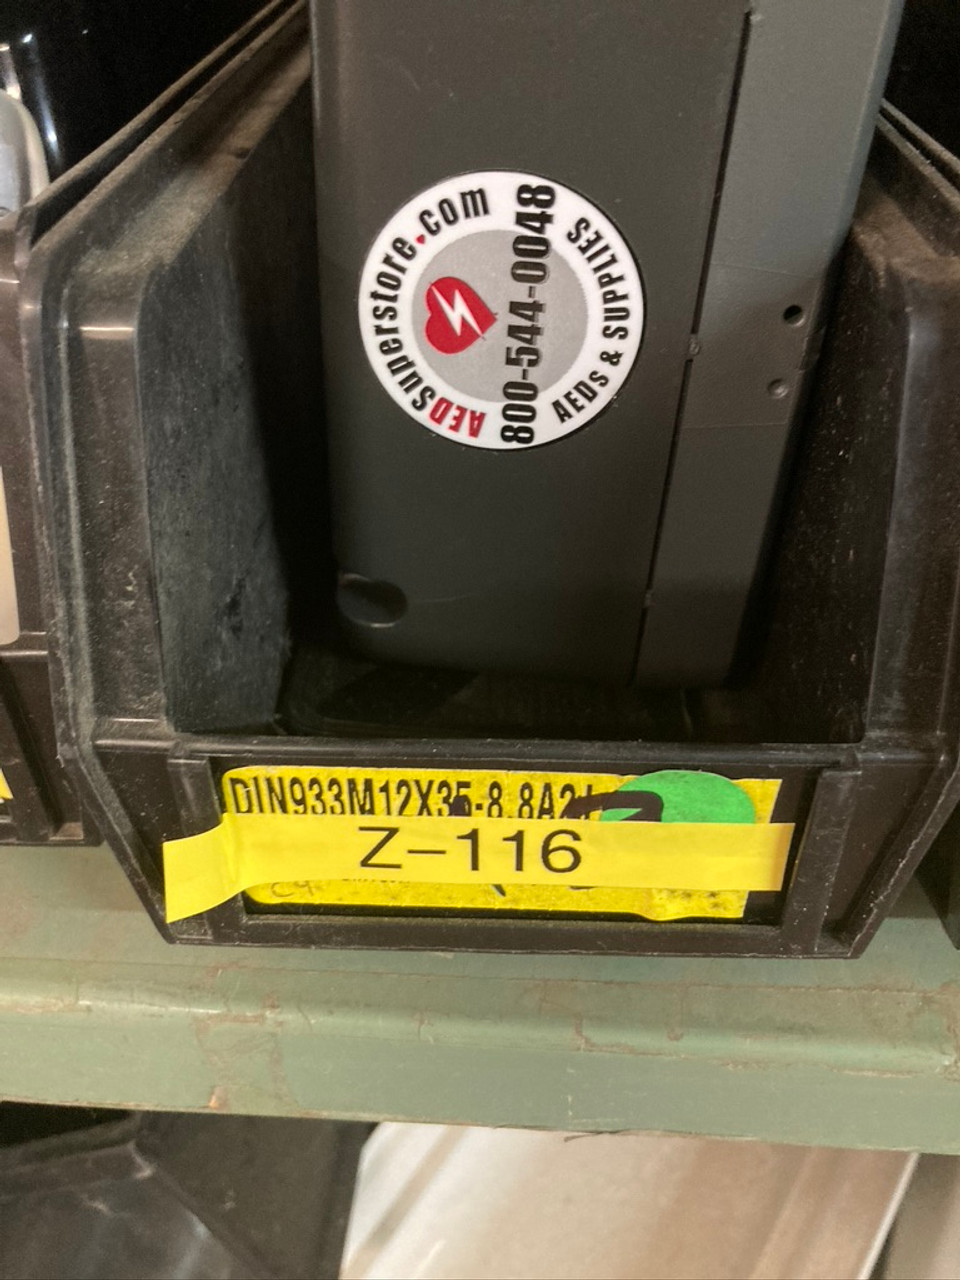 AEDSuperstore.com
800-544-0048
AEDs & SUPPLIES
DIN933M12X35-8.8A2
Z-116